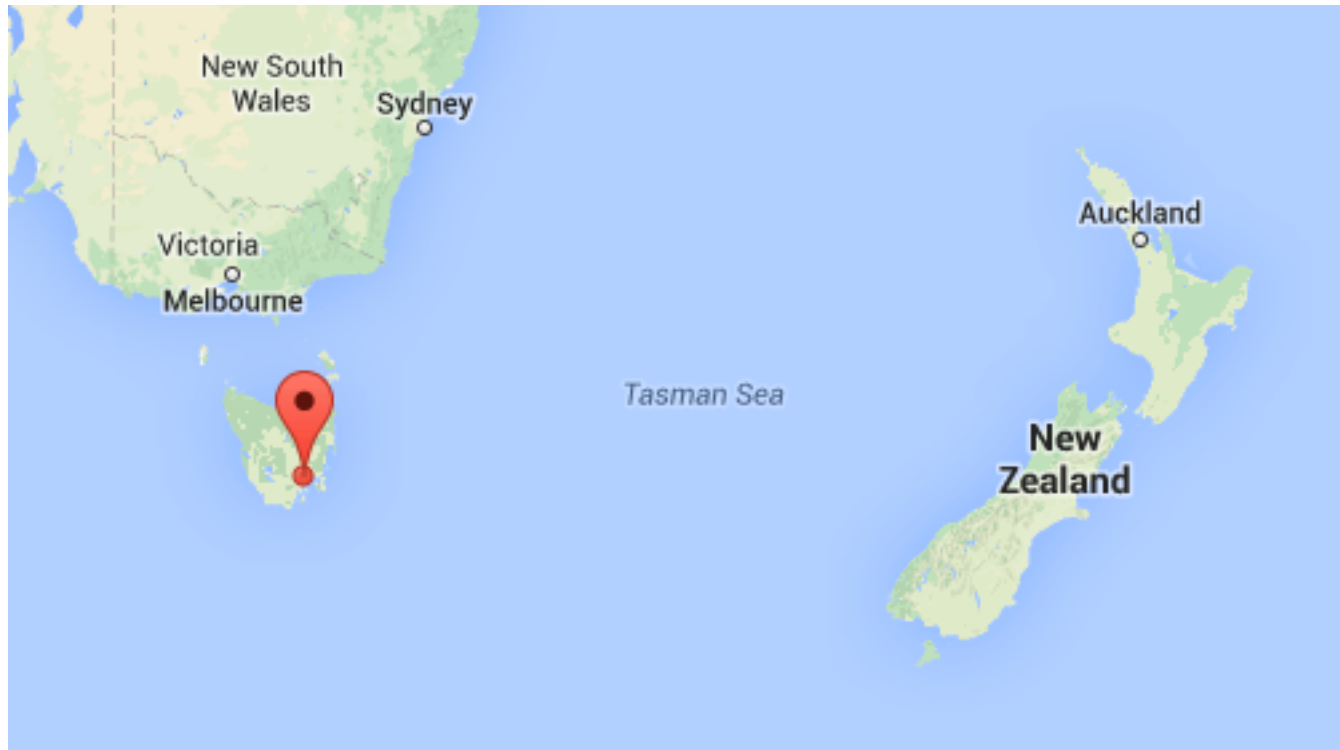 New South
Wales
Sydney
Auckland
Victoria
Melbourne
Tasman Sea
New
Zealand